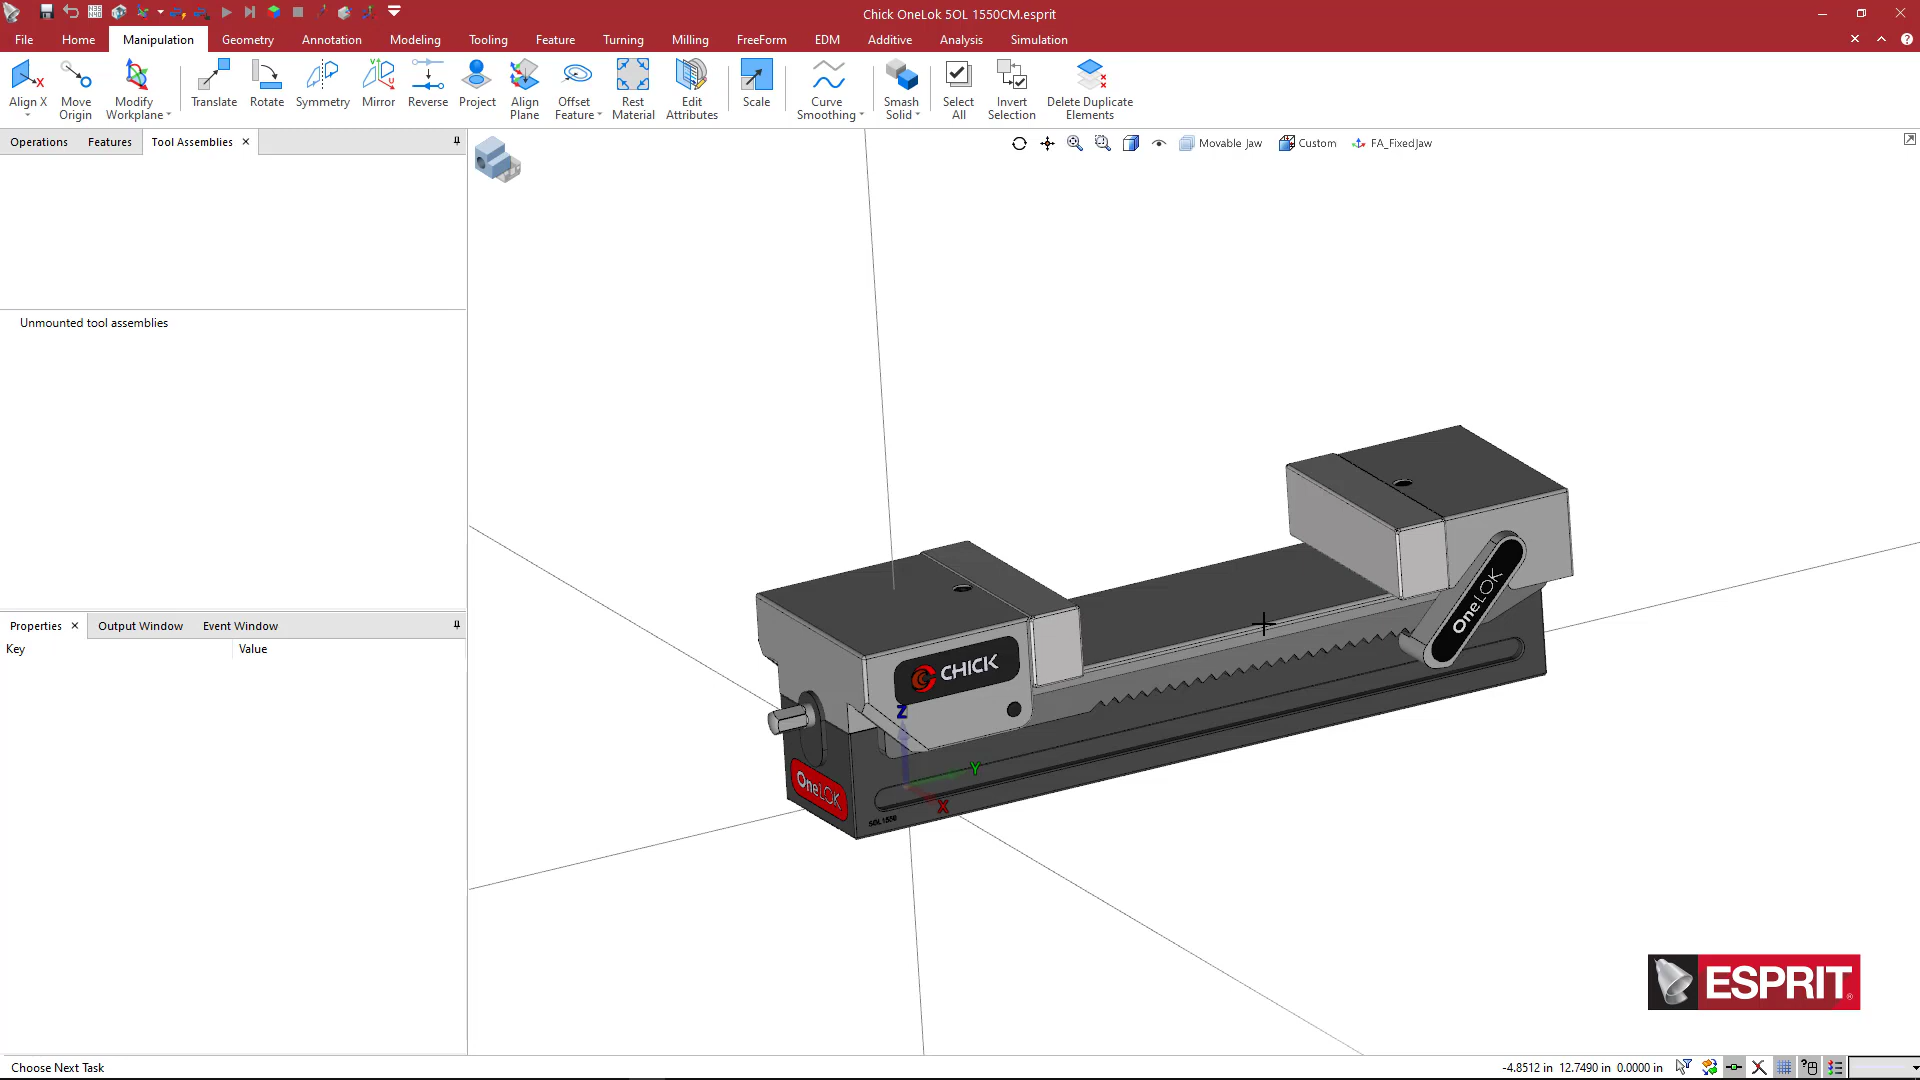 Chick OneLok 5OL 1550CM.esprit
File Home Manipulation Geometry Annotation Modeling Tooling Feature Turning Milling FreeForm EDM Additive Analysis Simulation
Align X
Move Origin
Modify Workplane
Translate
Rotate
Symmetry
Mirror
Reverse
Project
Align Plane
Offset Feature
Rest Material
Edit Attributes
Scale
Curve Smoothing
Smash Solid
Select All
Invert Selection
Delete Duplicate Elements
Operations Features Tool Assemblies
Movable Jaw Custom FA_FixedJaw
Unmounted tool assemblies
OneLOK
CHICK
Z
Y
X
OneLOK
5OL1550
Properties Output Window Event Window
Key Value
ESPRIT
Choose Next Task
-4.8512 in 12.7490 in 0.0000 in